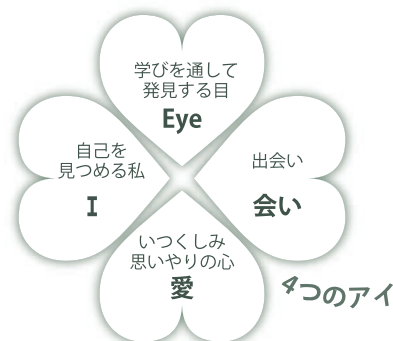 学びを通して
発見する目
Eye
自己を
見つめる私
I
出会い
会い
いつくしみ
思いやりの心
愛
4つのアイ